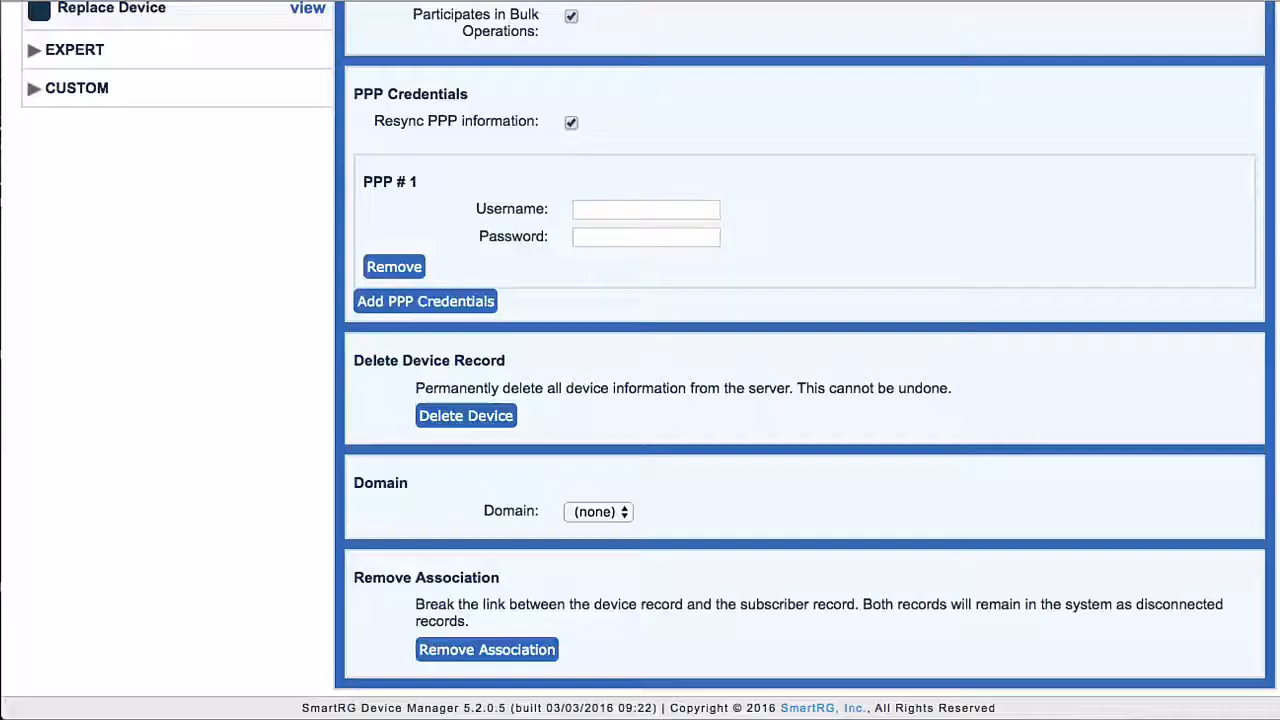 Replace Device view
EXPERT
CUSTOM
Participates in Bulk
Operations:
PPP Credentials
Resync PPP information:
PPP # 1
Username:
Password:
Remove
Add PPP Credentials
Delete Device Record
Permanently delete all device information from the server. This cannot be undone.
Delete Device
Domain
Domain: (none)
Remove Association
Break the link between the device record and the subscriber record. Both records will remain in the system as disconnected
records.
Remove Association
SmartRG Device Manager 5.2.0.5 (built 03/03/2016 09:22) | Copyright © 2016 SmartRG, Inc., All Rights Reserved